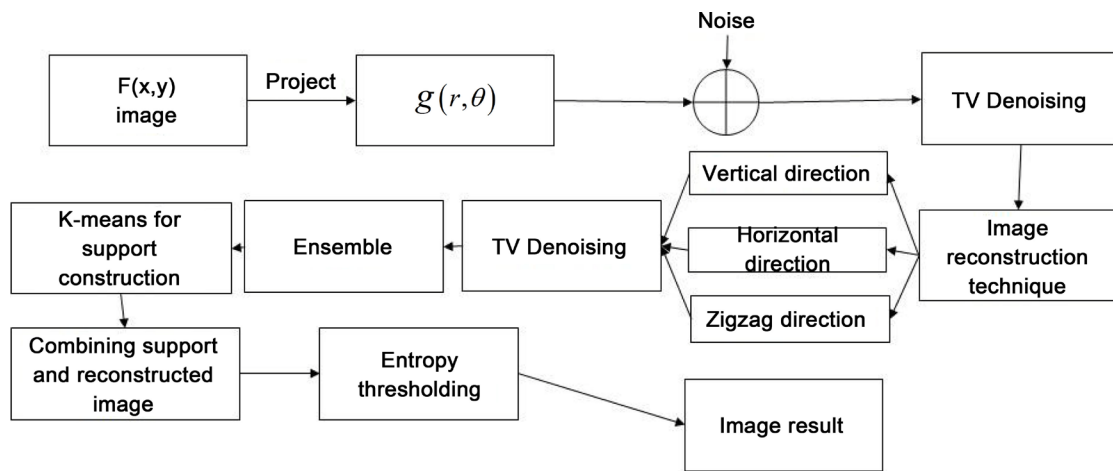 Noise
F(x,y)
image
Project
g(r,θ)
TV Denoising
Vertical direction
Horizontal
direction
Zigzag direction
Image
reconstruction
technique
TV Denoising
Ensemble
K-means for
support
construction
Combining support
and reconstructed
image
Entropy
thresholding
Image result